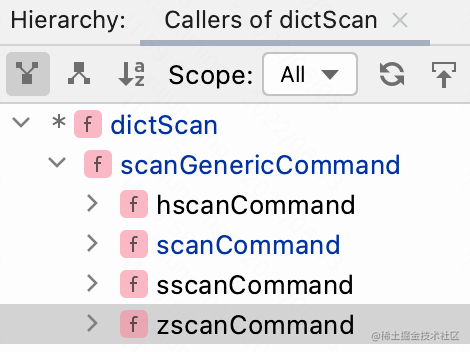 Hierarchy: Callers of dictScan ×
Scope: All
* f dictScan
f scanGenericCommand
f hscanCommand
f scanCommand
f sscanCommand
f zscanCommand
@稀土掘金技术社区